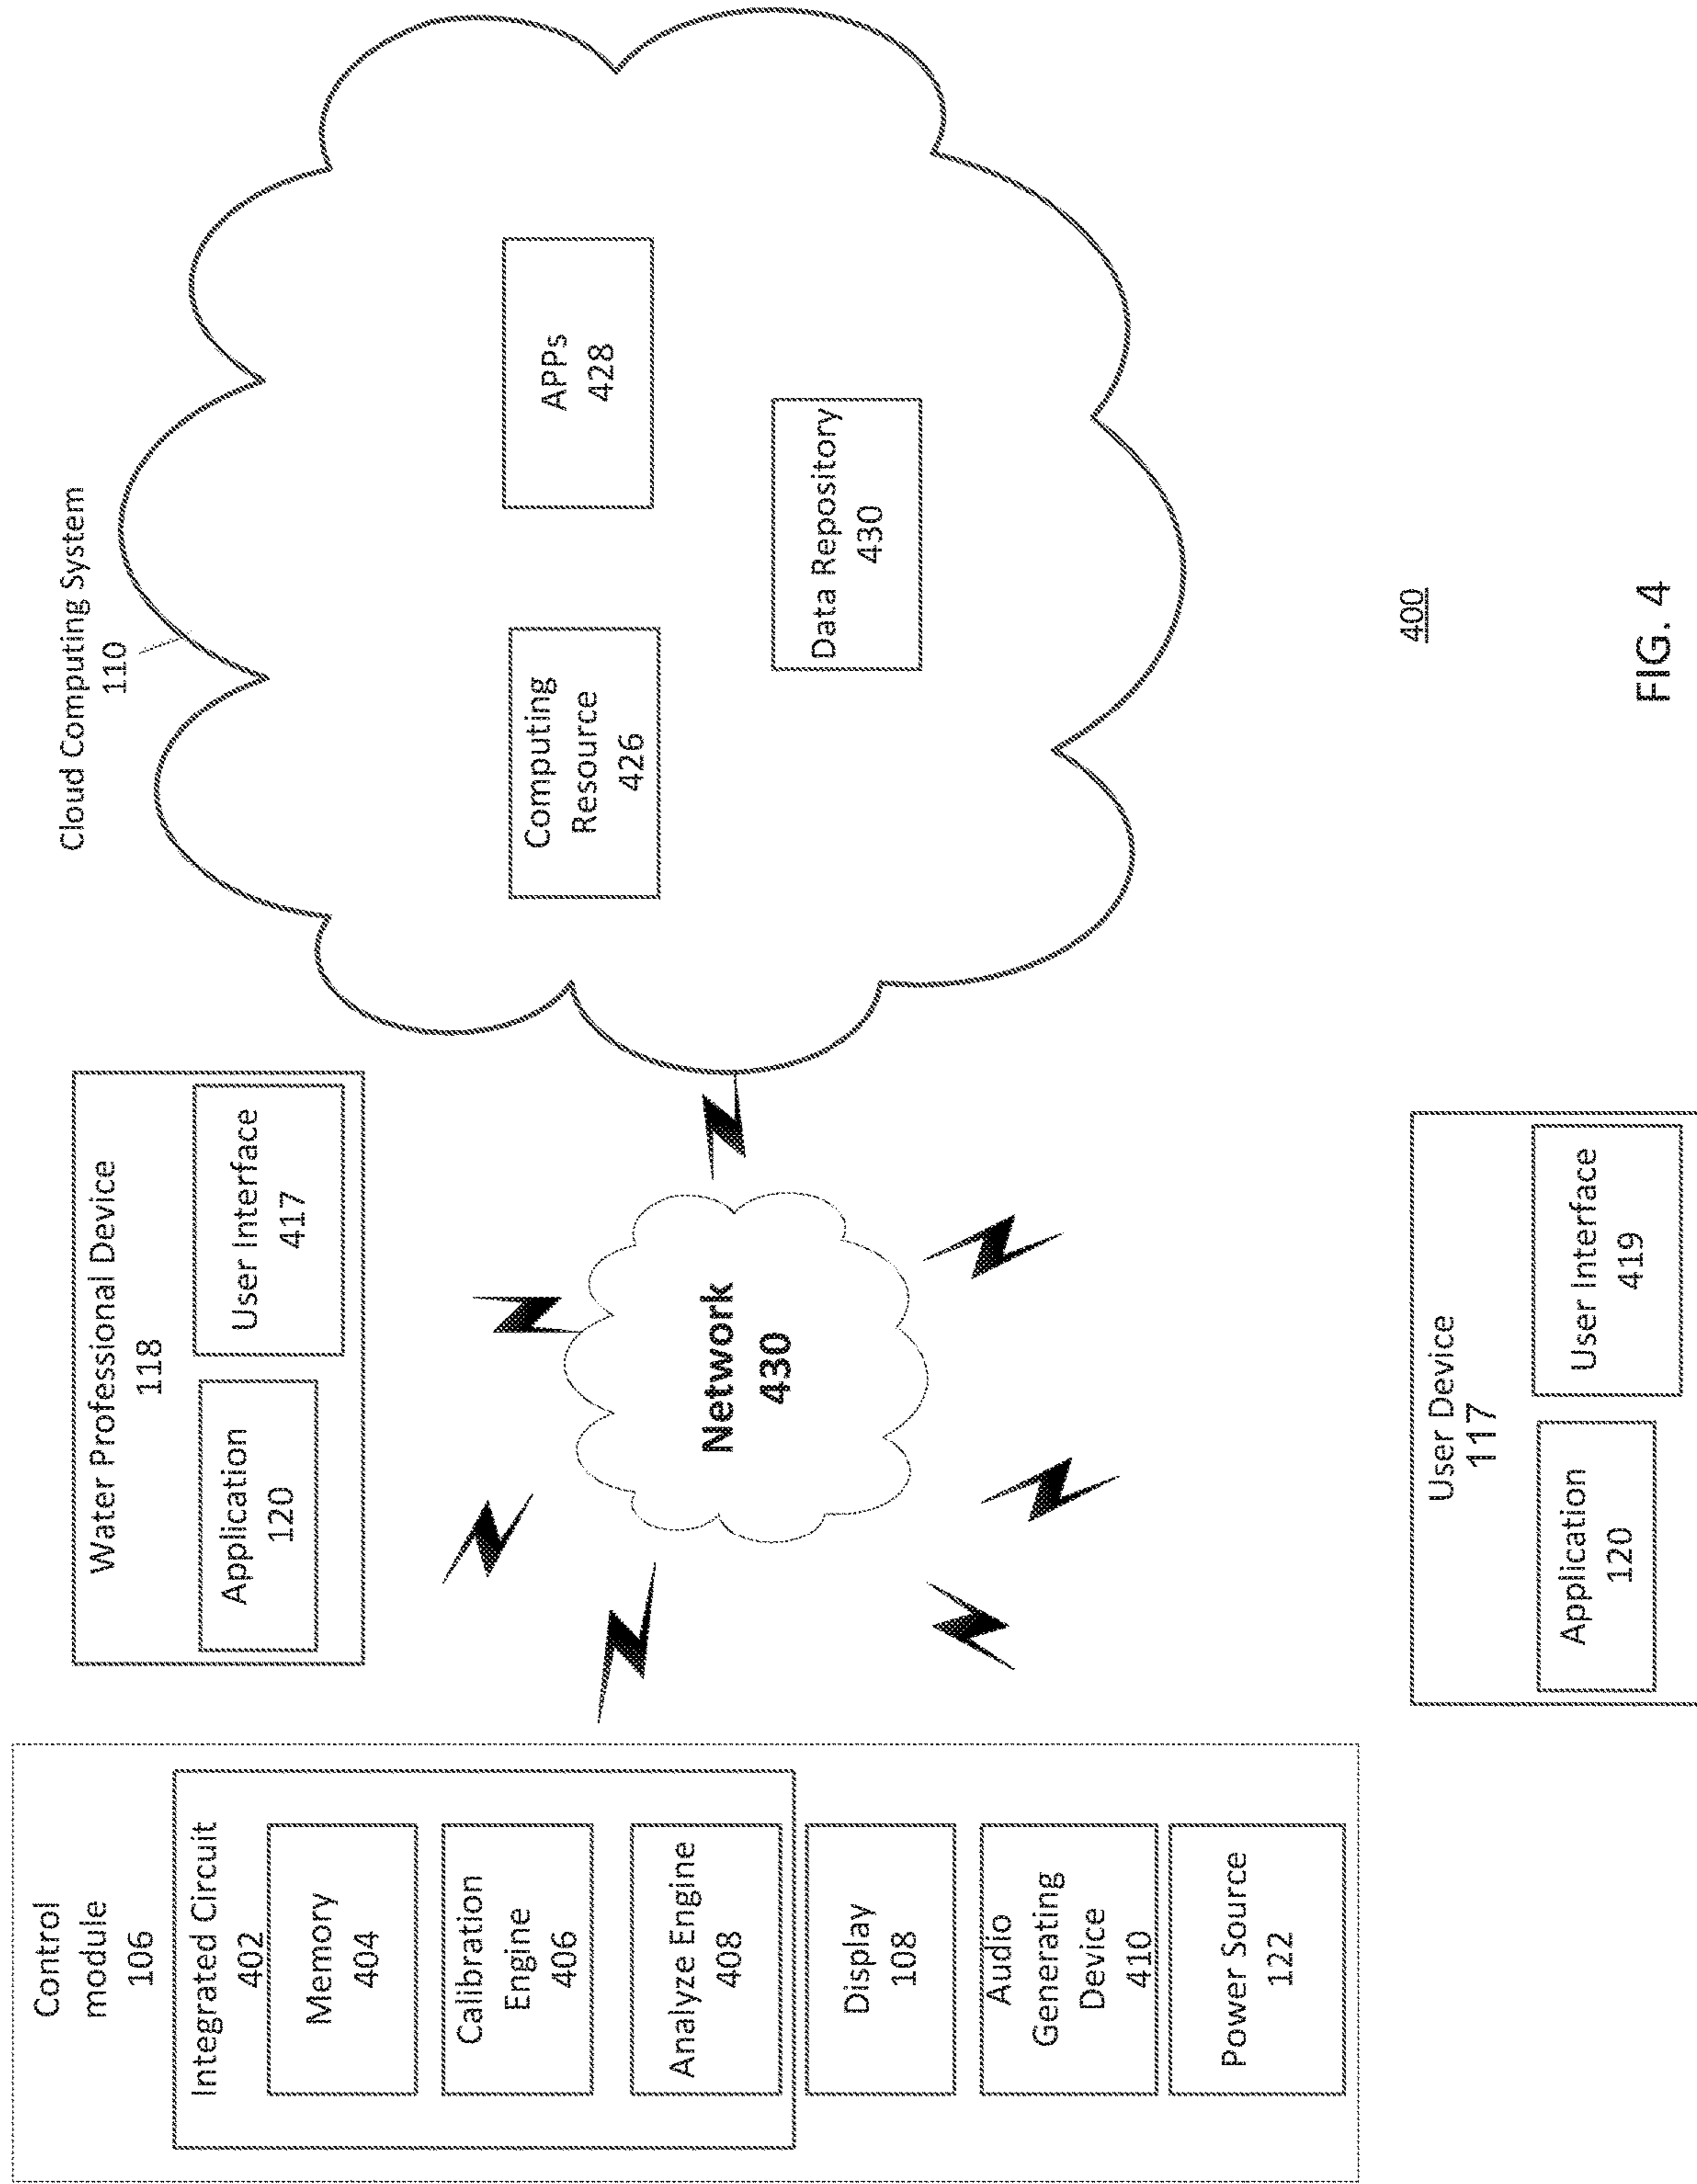 Control
module
106
Integrated Circuit
402
Memory
404
Calibration
Engine
406
Analyze Engine
408
Display
108
Audio
Generating
Device
410
Power Source
122
Water Professional Device
118
Application
120
User Interface
417
Network
430
User Device
117
Application
120
User Interface
419
Cloud Computing System
110
Computing
Resource
426
APPs
428
Data Repository
430
400
FIG. 4